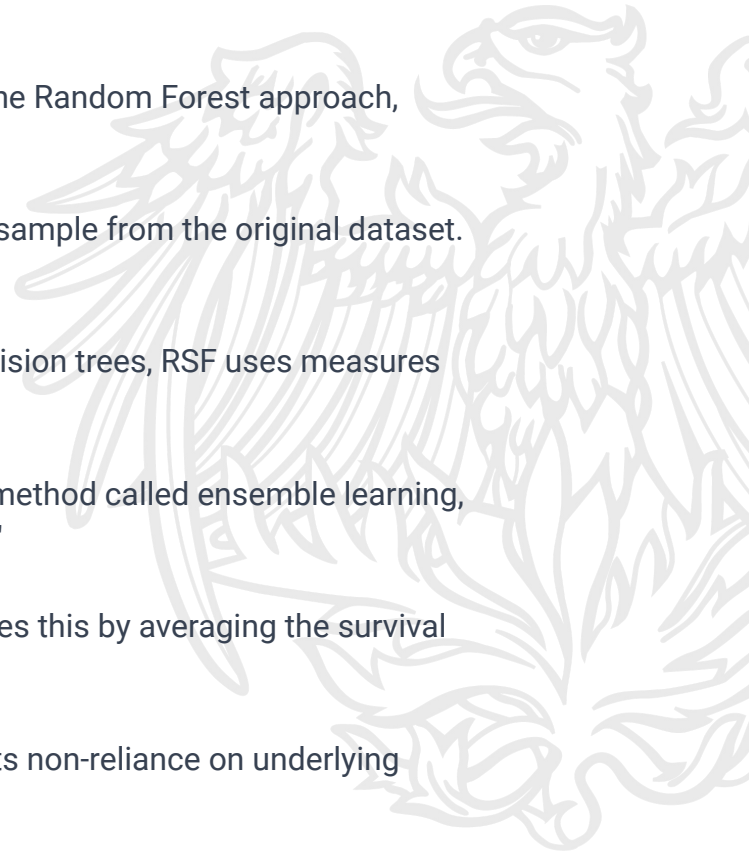 ne Random Forest approach,
sample from the original dataset.
ision trees, RSF uses measures
method called ensemble learning,
es this by averaging the survival
ts non-reliance on underlying